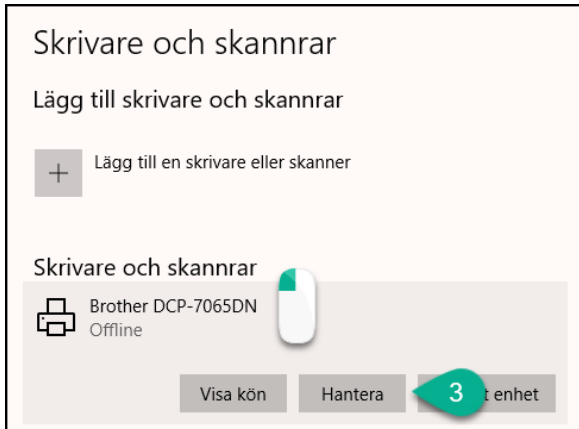 Skrivare och skannrar
Lägg till skrivare och skannrar
Lägg till en skrivare eller skanner
Skrivare och skannrar
Brother DCP-7065DN
Offline
Visa kön Hantera 3 t enhet